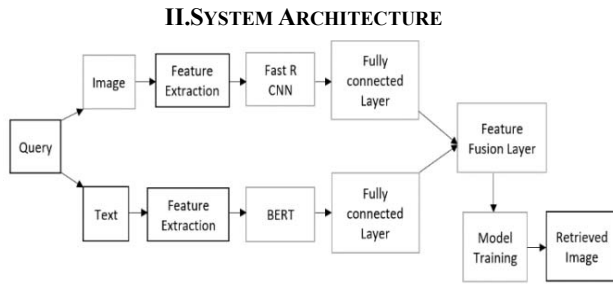 II.SYSTEM ARCHITECTURE
Query
Image
Feature
Extraction
Fast R
CNN
Fully
connected
Layer
Text
Feature
Extraction
BERT
Fully
connected
Layer
Feature
Fusion Layer
Model
Training
Retrieved
Image